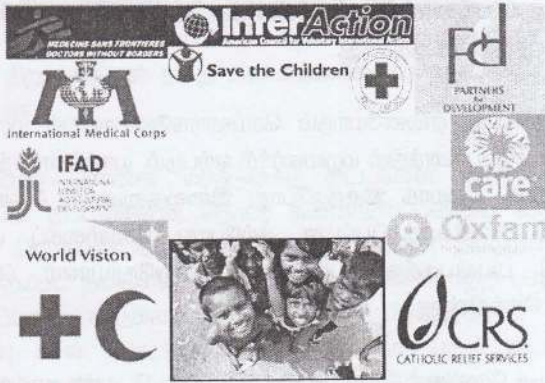 MEDECINS SANS FRONTIERES
DOCTORS WITHOUT BORDERS
InterAction
American Council for Voluntary International Action
Save the Children
PARTNERS
for
DEVELOPMENT
International Medical Corps
IFAD
INTERNATIONAL
FUND FOR
AGRICULTURAL
DEVELOPMENT
care
Oxfam
World Vision
CRS
CATHOLIC RELIEF SERVICES